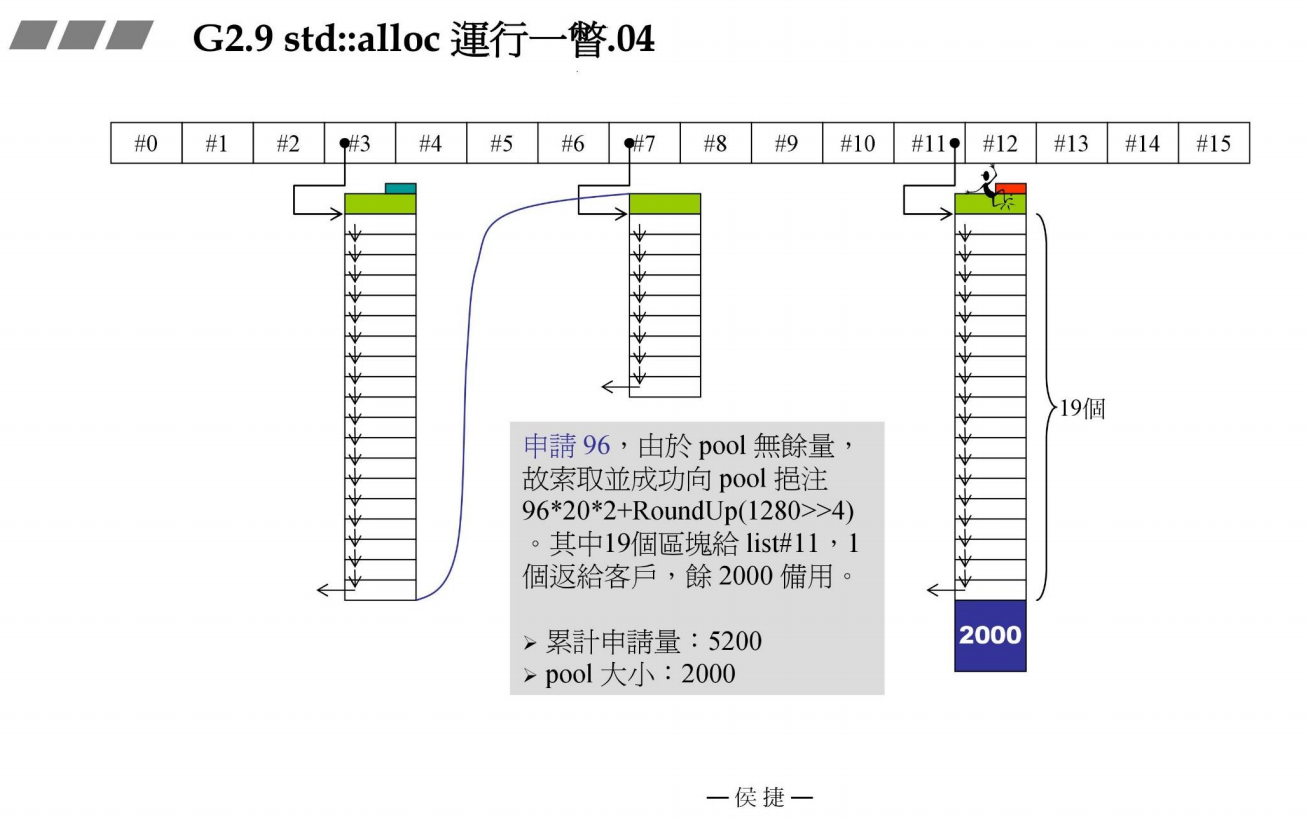 G2.9 std::alloc 運行一瞥.04
#0 #1 #2 #3 #4 #5 #6 #7 #8 #9 #10 #11 #12 #13 #14 #15
19個
申請 96，由於 pool 無餘量，
故索取並成功向 pool 挹注
96*20*2+RoundUp(1280>>4)
。其中19個區塊給 list#11，1
個返給客戶，餘 2000 備用。
➢ 累計申請量：5200
➢ pool 大小：2000
2000
— 侯 捷 —